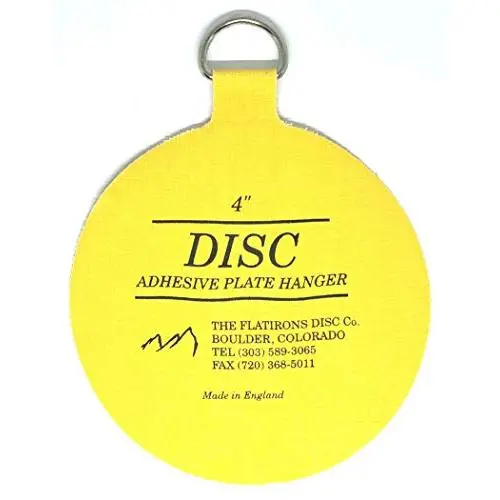 4"
DISC
ADHESIVE PLATE HANGER
THE FLATIRONS DISC Co.
BOULDER, COLORADO
TEL (303) 589-3065
FAX (720) 368-5011
Made in England